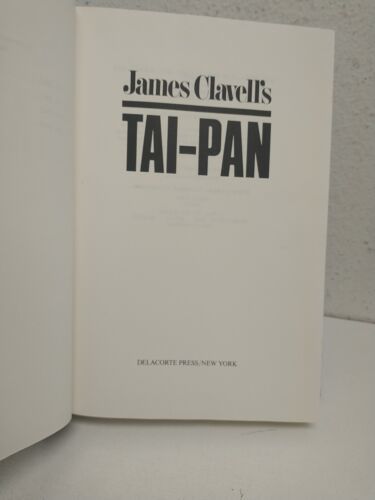 James Clavell's
TAI-PAN
DELACORTE PRESS/NEW YORK